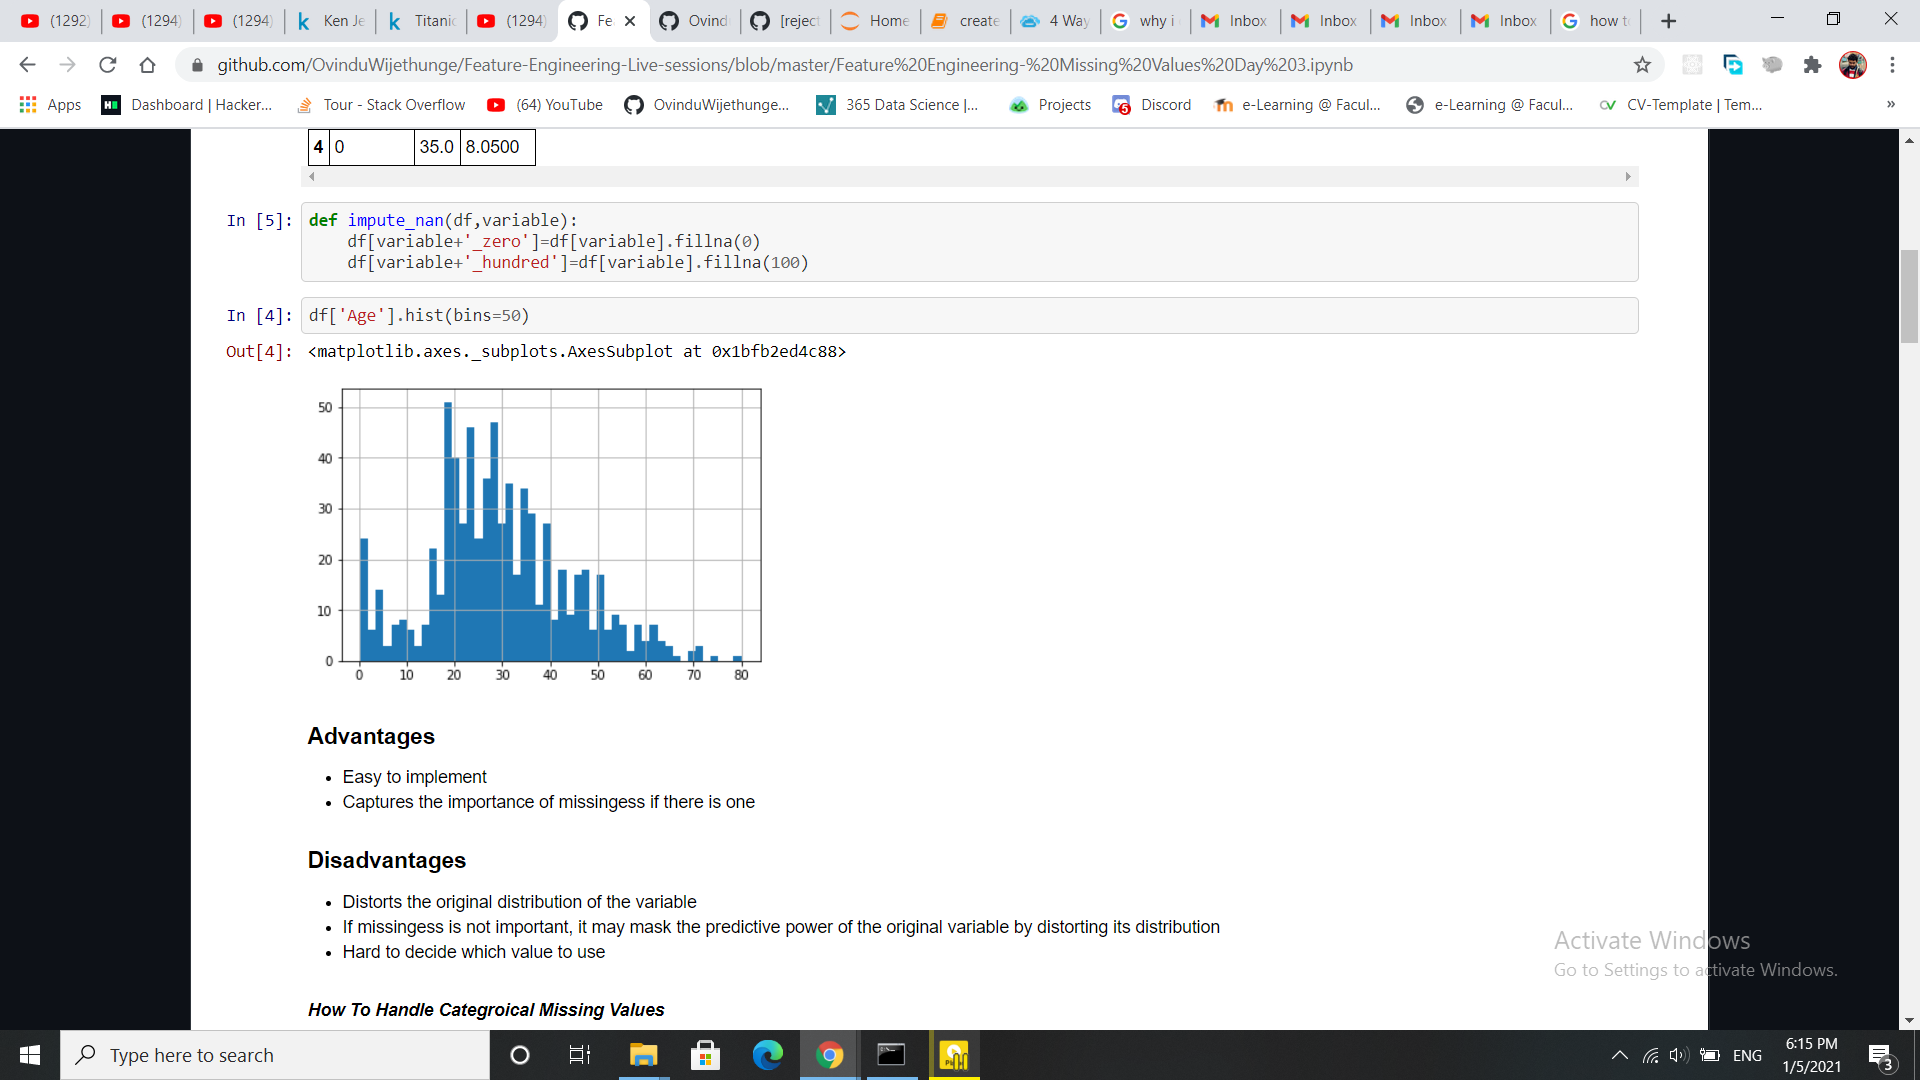 (1292)
(1294)
(1294)
Ken Je
Titanic
(1294)
Fe
Ovind
[reject
Home
create
4 Way
why i
Inbox
Inbox
Inbox
Inbox
how to
github.com/OvinduWijethunge/Feature-Engineering-Live-sessions/blob/master/Feature%20Engineering-%20Missing%20Values%20Day%203.ipynb
Apps
Dashboard | Hacker...
Tour - Stack Overflow
(64) YouTube
OvinduWijethunge...
365 Data Science |...
Projects
5
Discord
e-Learning @ Facul...
e-Learning @ Facul...
CV-Template | Tem...
»
4 0 35.0 8.0500
In [5]: def impute_nan(df,variable):
df[variable+'_zero']=df[variable].fillna(0)
df[variable+'_hundred']=df[variable].fillna(100)
In [4]: df['Age'].hist(bins=50)
Out[4]: <matplotlib.axes._subplots.AxesSubplot at 0x1bfb2ed4c88>
50
40
30
20
10
0
0 10 20 30 40 50 60 70 80
Advantages
• Easy to implement
• Captures the importance of missingess if there is one
Disadvantages
• Distorts the original distribution of the variable
• If missingess is not important, it may mask the predictive power of the original variable by distorting its distribution
• Hard to decide which value to use
Activate Windows
Go to Settings to activate Windows.
How To Handle Categroical Missing Values
Type here to search
ENG
6:15 PM
1/5/2021
3